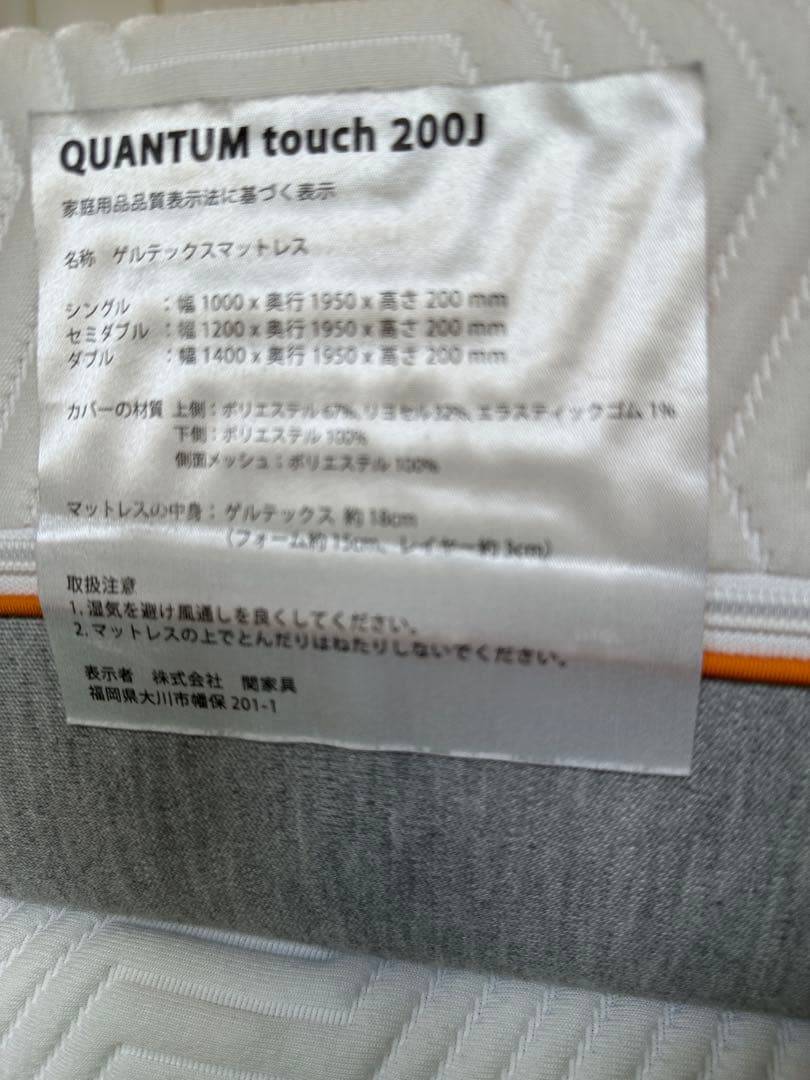 QUANTUM touch 200J
家庭用品品質表示法に基づく表示
名称 ゲルテックスマットレス
シングル :幅 1000 x 奥行 1950 x 高さ 200 mm
セミダブル :幅 1200 x 奥行 1950 x 高さ 200 mm
ダブル :幅 1400 x 奥行 1950 x 高さ 200 mm
カバーの材質 上側:ポリエステル 67%, リヨセル 32%, エラスティックゴム 1%
下側:ポリエステル 100%
側面メッシュ:ポリエステル 100%
マットレスの中身:ゲルテックス 約 18cm
(フォーム約 15cm、レイヤー約 3cm)
取扱注意
1. 湿気を避け風通しを良くしてください。
2. マットレスの上でとんだりはねたりしないでください。
表示者 株式会社 関家具
福岡県大川市幡保 201-1